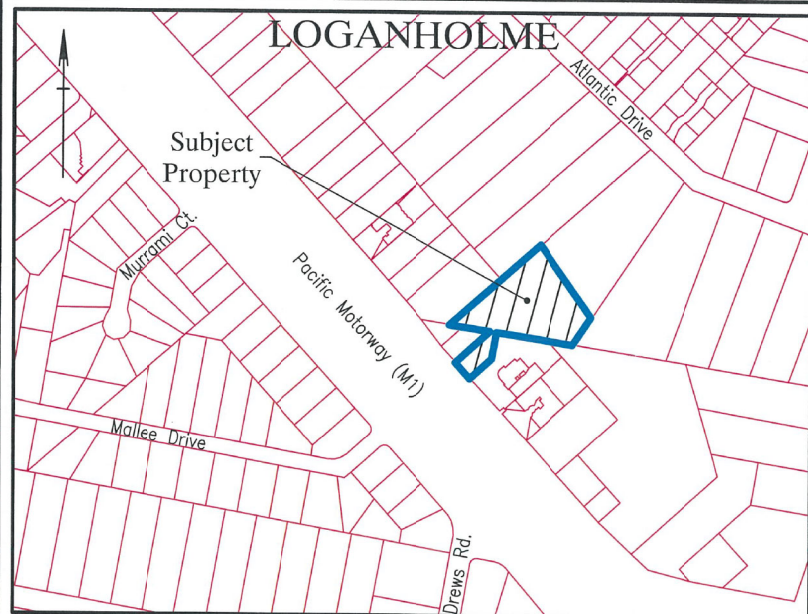 LOGANHOLME
Atlantic Drive
Subject
Property
Murrami Ct.
Pacific Motorway (M1)
Mallee Drive
Drews Rd.